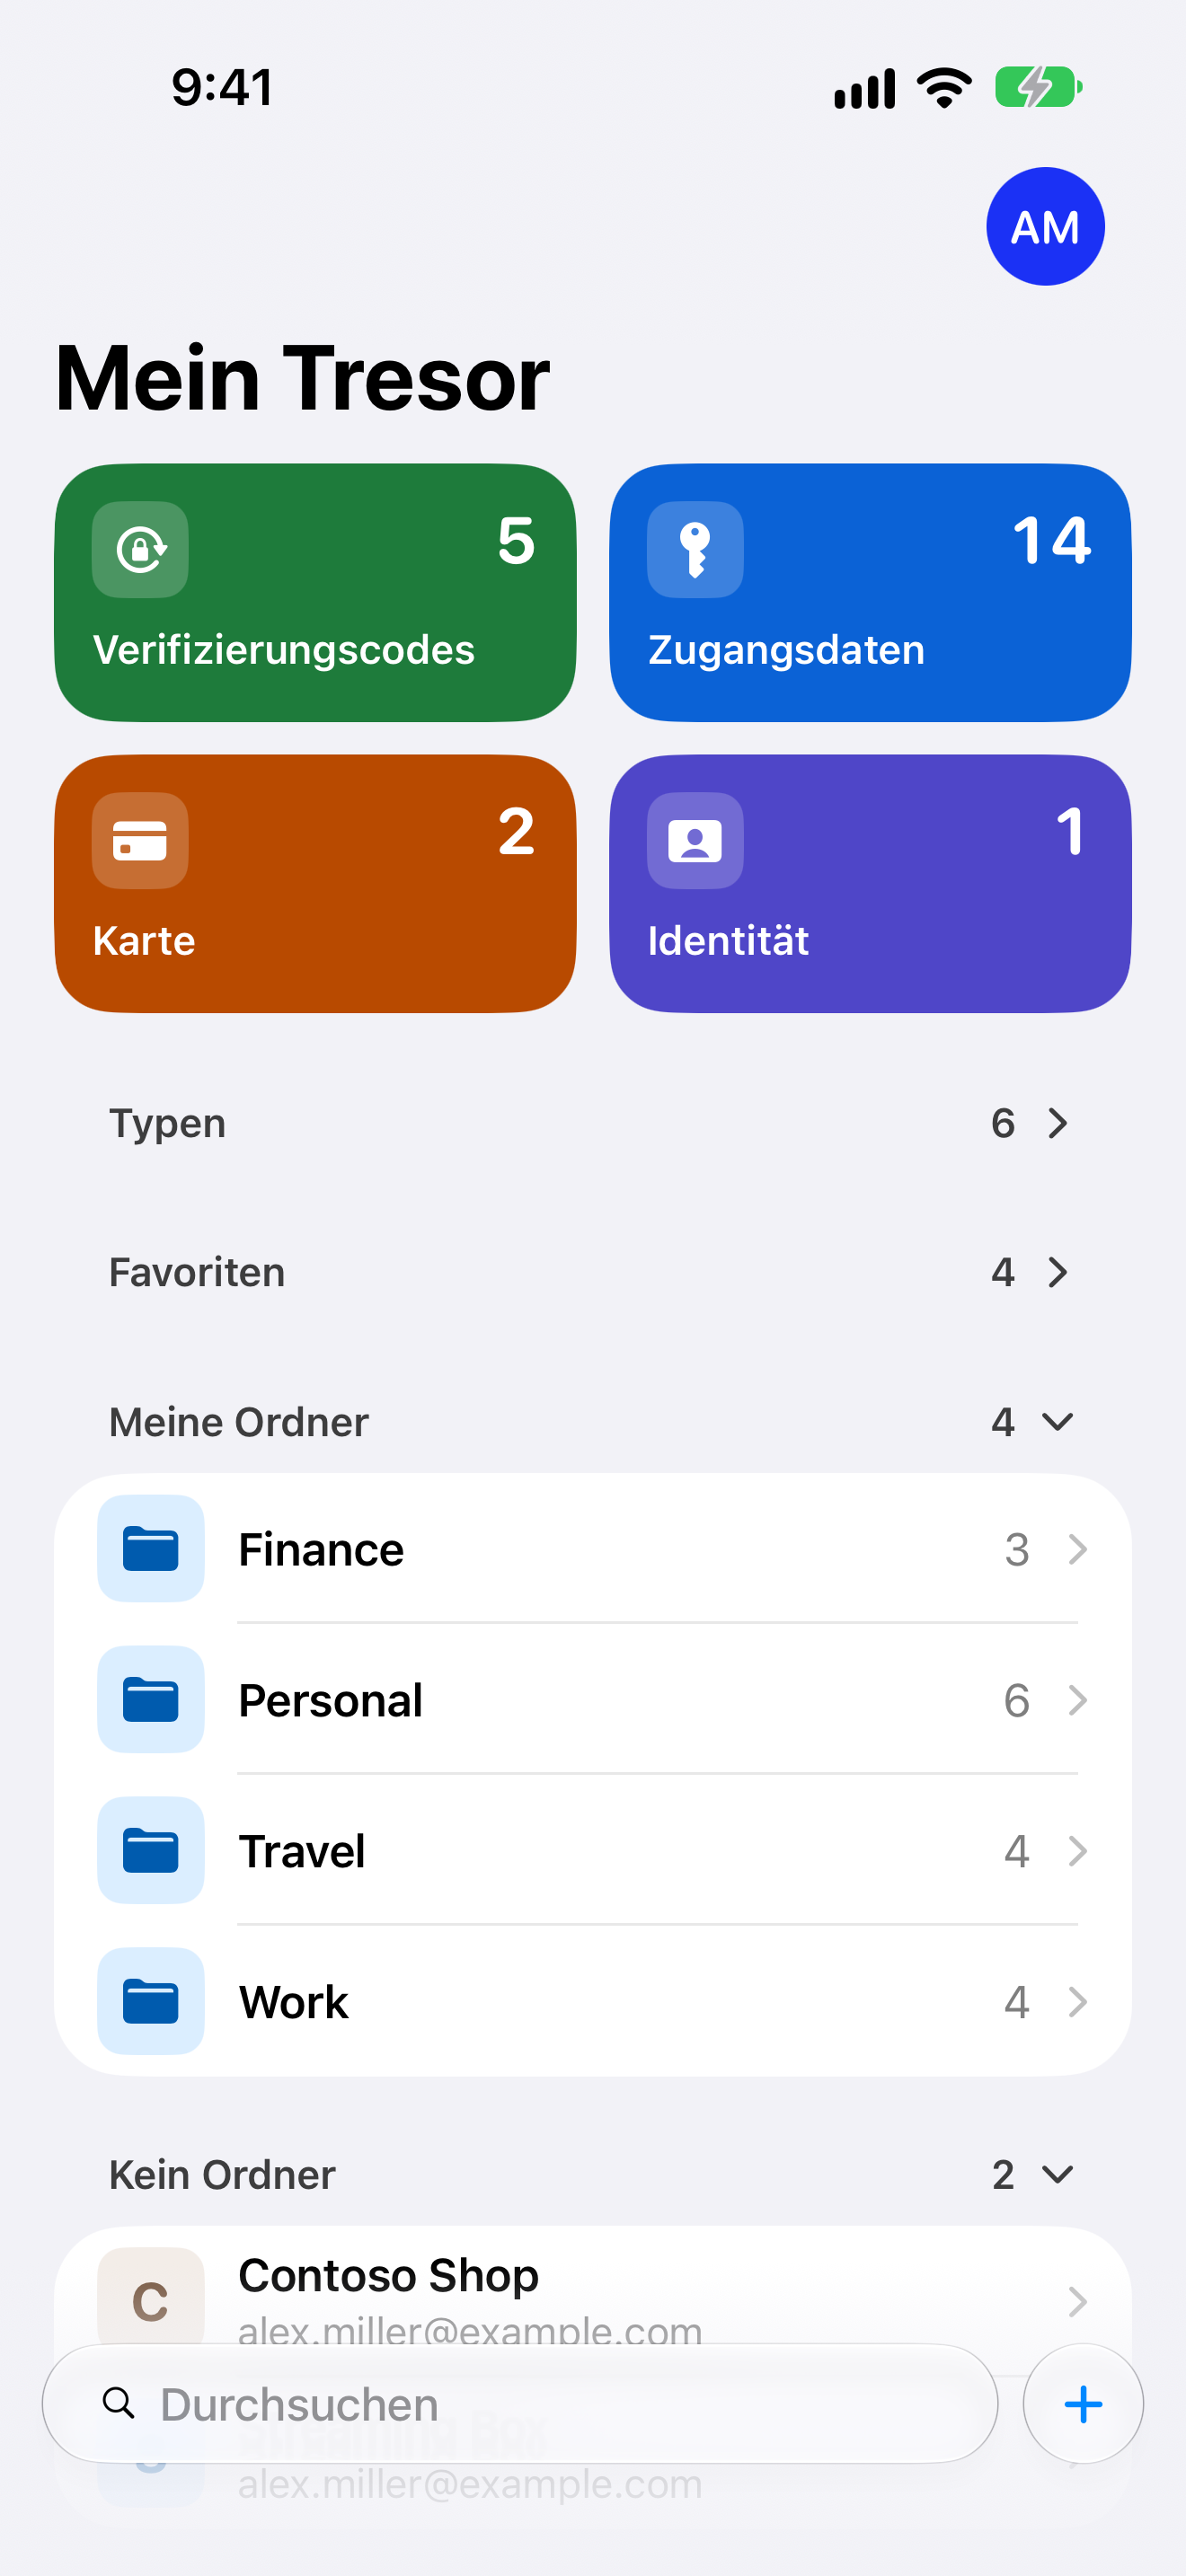 9:41
AM
Mein Tresor
5
Verifizierungscodes
14
Zugangsdaten
2
Karte
1
Identität
Typen 6
Favoriten 4
Meine Ordner 4
Finance 3
Personal 6
Travel 4
Work 4
Kein Ordner 2
C
Contoso Shop
alex.miller@example.com
Durchsuchen
alex.miller@example.com